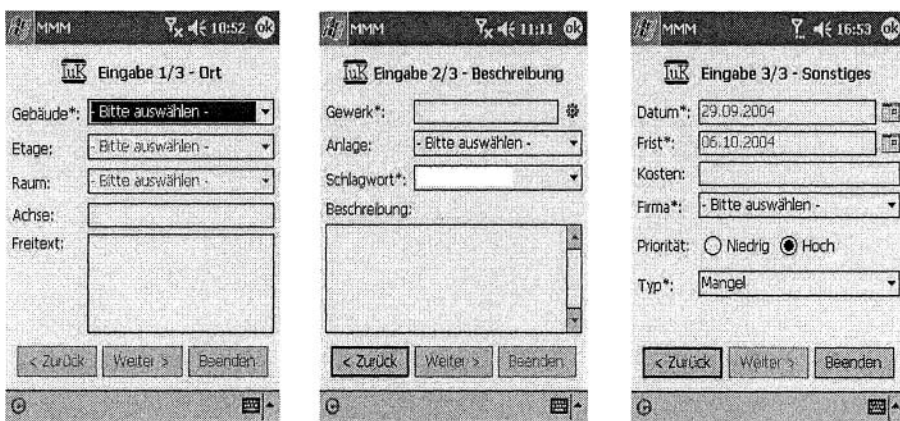 MMM 10:52 ok
IuK Eingabe 1/3 - Ort
Gebäude*: - Bitte auswählen -
Etage: - Bitte auswählen -
Raum: - Bitte auswählen -
Achse:
Freitext:
< Zurück Weiter > Beenden
MMM 11:11 ok
IuK Eingabe 2/3 - Beschreibung
Gewerk*:
Anlage: - Bitte auswählen -
Schlagwort*:
Beschreibung:
< Zurück Weiter > Beenden
MMM 16:53 ok
IuK Eingabe 3/3 - Sonstiges
Datum*: 29.09.2004
Frist*: 06.10.2004
Kosten:
Firma*: - Bitte auswählen -
Priorität: Niedrig Hoch
Typ*: Mangel
< Zurück Weiter > Beenden